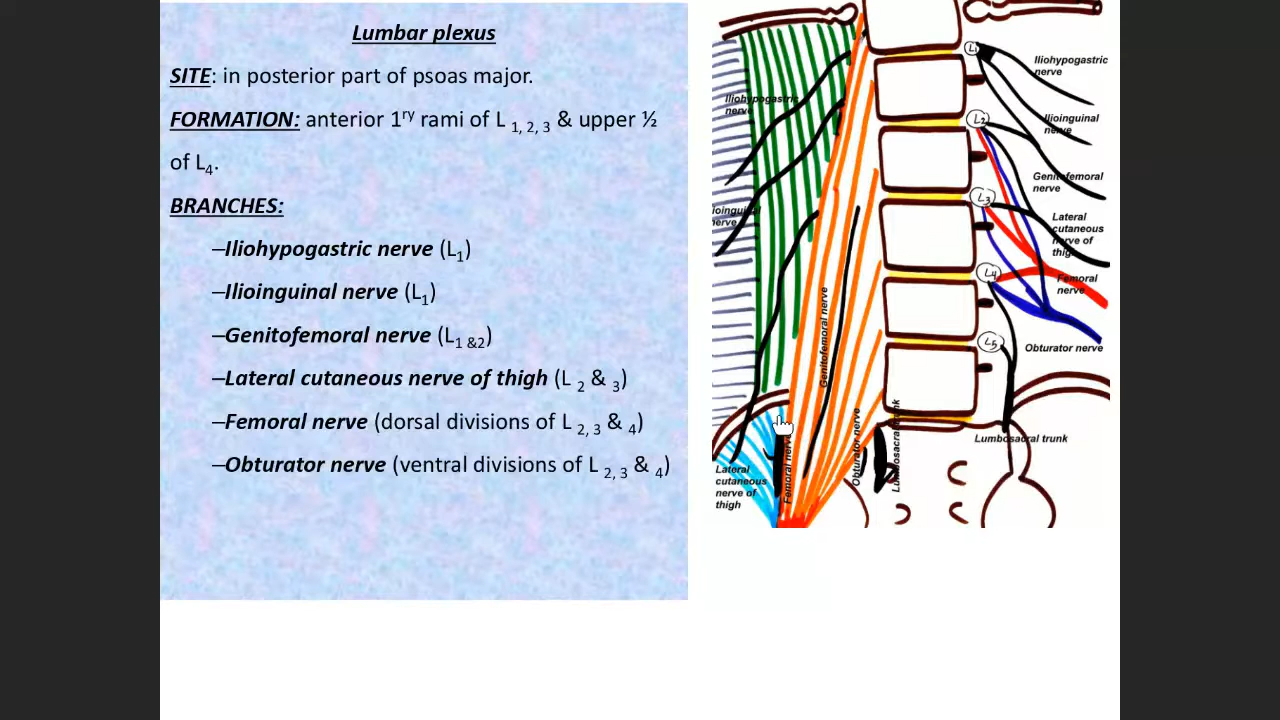 Lumbar plexus
SITE: in posterior part of psoas major.
FORMATION: anterior 1ry rami of L 1, 2, 3 & upper ½
of L4.
BRANCHES:
–Iliohypogastric nerve (L1)
–Ilioinguinal nerve (L1)
–Genitofemoral nerve (L1 &2)
–Lateral cutaneous nerve of thigh (L 2 & 3)
–Femoral nerve (dorsal divisions of L 2, 3 & 4)
–Obturator nerve (ventral divisions of L 2, 3 & 4)
Iliohypogastric
nerve
ioinguinal
nerve
Genitofemoral nerve
Lateral
cutaneous
nerve of
thigh
Femoral nerve
Obturator nerve
Lumbosacral trunk
L1
L2
L3
L4
L5
Iliohypogastric
nerve
Ilioinguinal
nerve
Genitofemoral
nerve
Lateral
cutaneous
nerve of
thigh
Femoral
nerve
Obturator nerve
Lumbosacral trunk